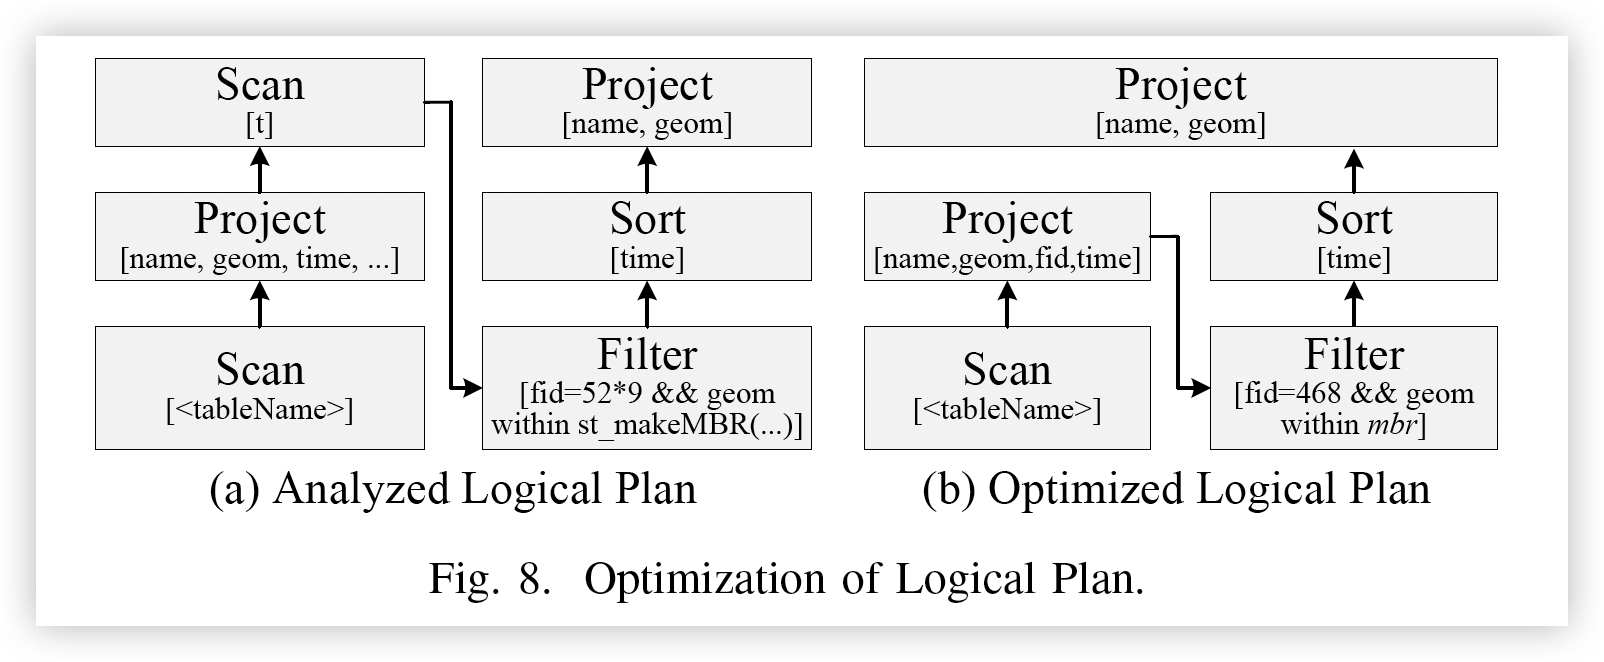 Scan
[t]
Project
[name, geom, time, ...]
Scan
[<tableName>]
Project
[name, geom]
Sort
[time]
Filter
[fid=52*9 && geom
within st_makeMBR(...)]
(a) Analyzed Logical Plan
Project
[name, geom]
Project
[name,geom,fid,time]
Scan
[<tableName>]
Sort
[time]
Filter
[fid=468 && geom
within mbr]
(b) Optimized Logical Plan
Fig. 8. Optimization of Logical Plan.